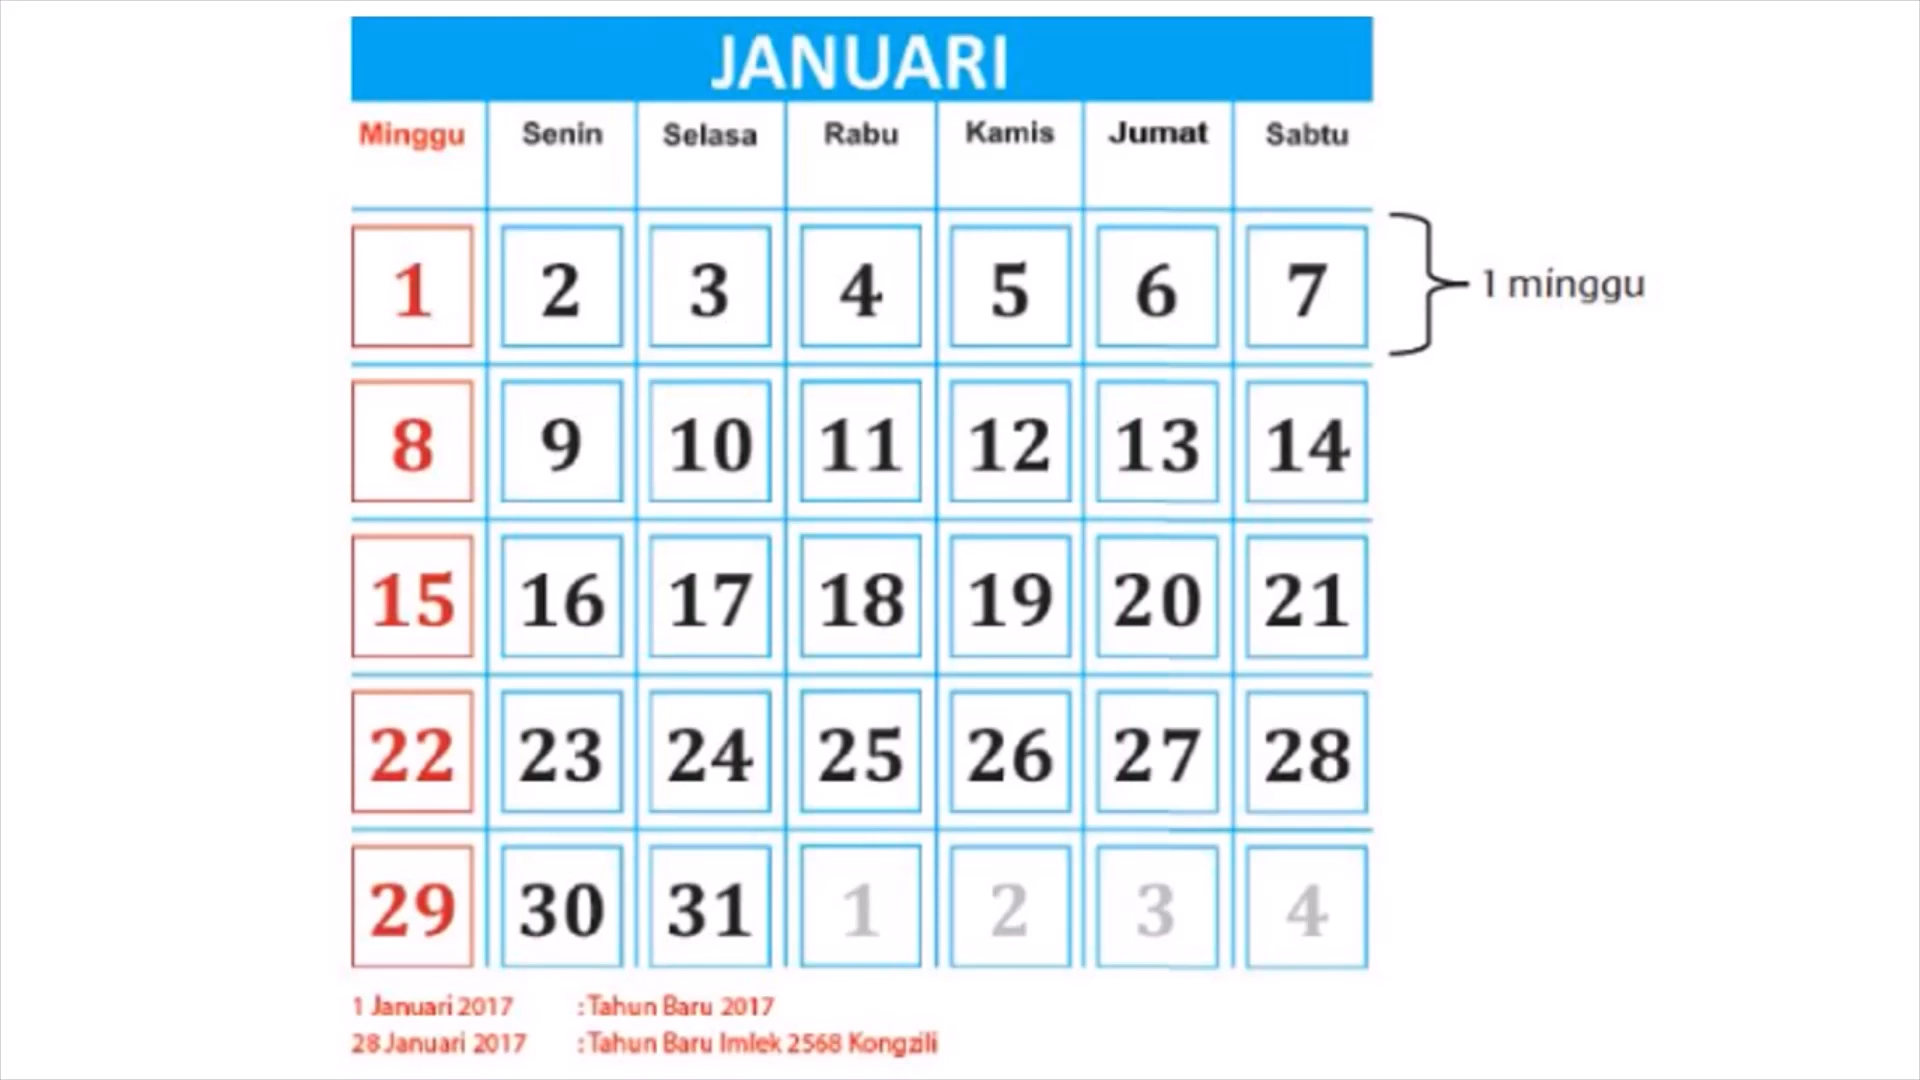 JANUARI
Minggu Senin Selasa Rabu Kamis Jumat Sabtu
1 2 3 4 5 6 7 1 minggu
8 9 10 11 12 13 14
15 16 17 18 19 20 21
22 23 24 25 26 27 28
29 30 31 1 2 3 4
1 Januari 2017 : Tahun Baru 2017
28 Januari 2017 : Tahun Baru Imlek 2568 Kongzili